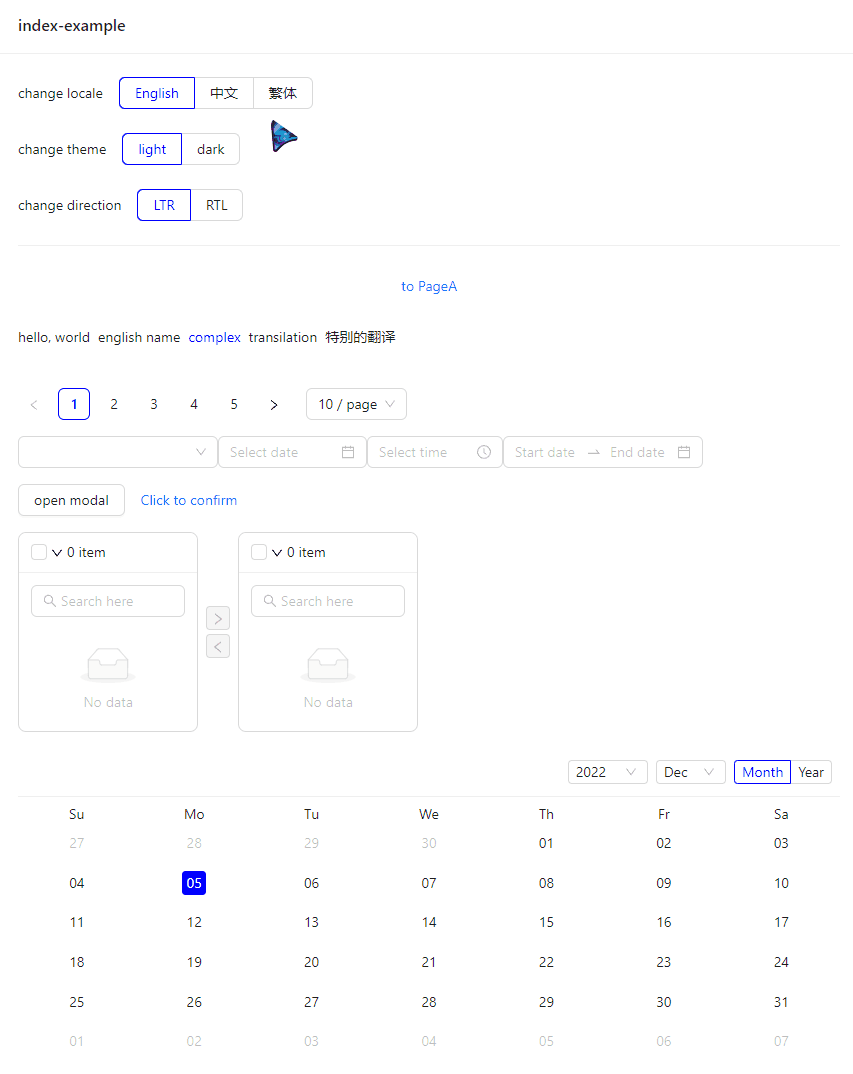 index-example
change locale English 中文 繁体
change theme light dark
change direction LTR RTL
to PageA
hello, world english name complex transilation 特别的翻译
1 2 3 4 5 10 / page
Select date Select time Start date End date
open modal Click to confirm
0 item 0 item
Search here Search here
No data No data
2022 Dec Month Year
Su Mo Tu We Th Fr Sa
27 28 29 30 01 02 03
04 05 06 07 08 09 10
11 12 13 14 15 16 17
18 19 20 21 22 23 24
25 26 27 28 29 30 31
01 02 03 04 05 06 07